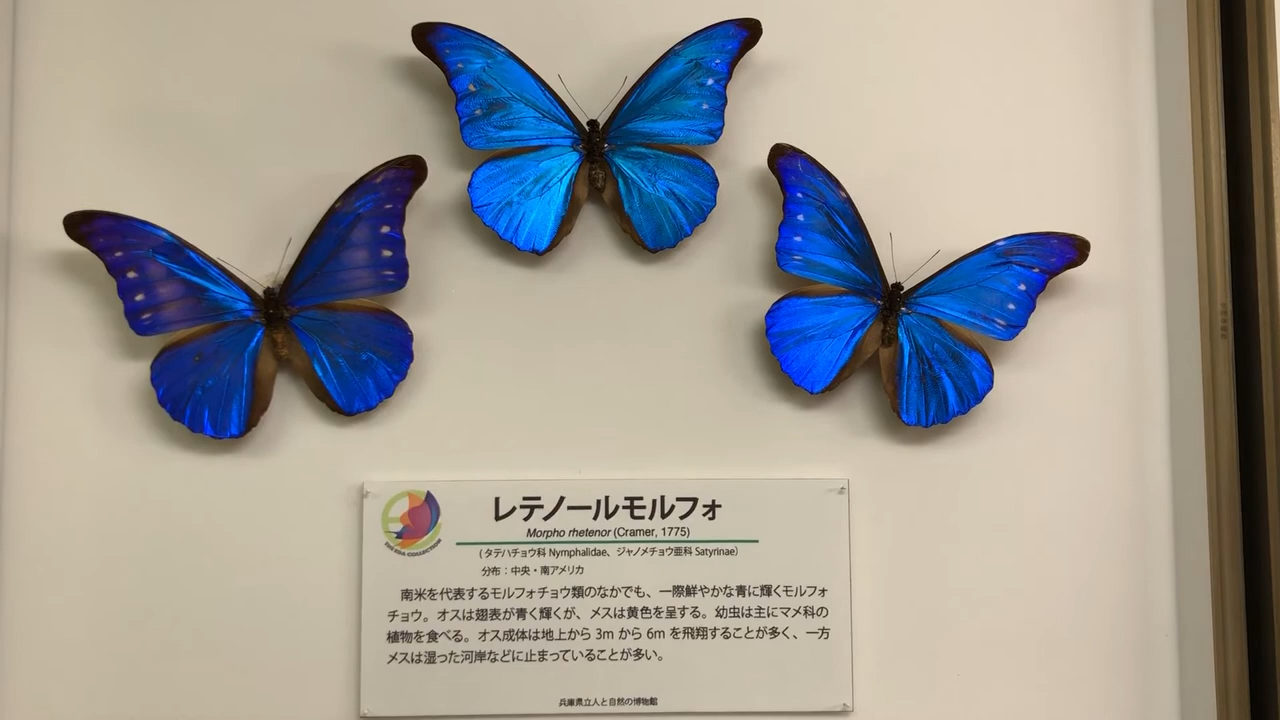 レテノールモルフォ
Morpho rhetenor (Cramer, 1775)
(タテハチョウ科 Nymphalidae、ジャノメチョウ亜科 Satyrinae)
分布：中央・南アメリカ
南米を代表するモルフォチョウ類のなかでも、一際鮮やかな青に輝くモルフォ
チョウ。オスは翅表が青く輝くが、メスは黄色を呈する。幼虫は主にマメ科の
植物を食べる。オス成体は地上から 3m から 6m を飛翔することが多く、一方
メスは湿った河岸などに止まっていることが多い。
兵庫県立人と自然の博物館